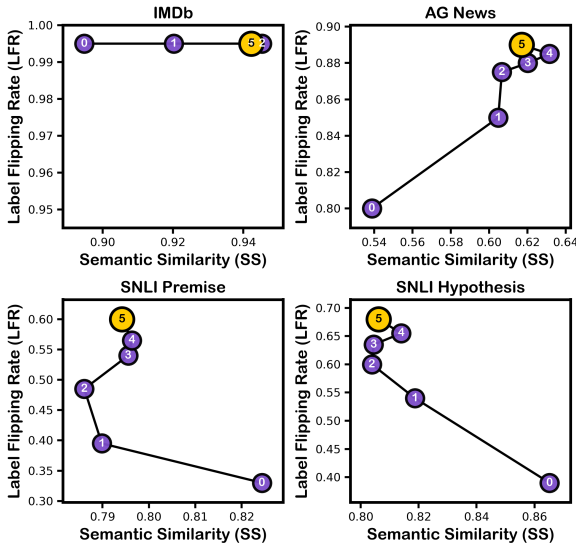 IMDb
Label Flipping Rate (LFR)
1.00
0.99
0.98
0.97
0.96
0.95
0 1 5 2
0.90 0.92 0.94
Semantic Similarity (SS)
AG News
Label Flipping Rate (LFR)
0.90
0.88
0.86
0.84
0.82
0.80
5
4
3
2
1
0
0.54 0.56 0.58 0.60 0.62 0.64
Semantic Similarity (SS)
SNLI Premise
Label Flipping Rate (LFR)
0.60
0.55
0.50
0.45
0.40
0.35
0.30
5
4
3
2
1
0
0.79 0.80 0.81 0.82
Semantic Similarity (SS)
SNLI Hypothesis
Label Flipping Rate (LFR)
0.70
0.65
0.60
0.55
0.50
0.45
0.40
5
4
3
2
1
0
0.80 0.82 0.84 0.86
Semantic Similarity (SS)